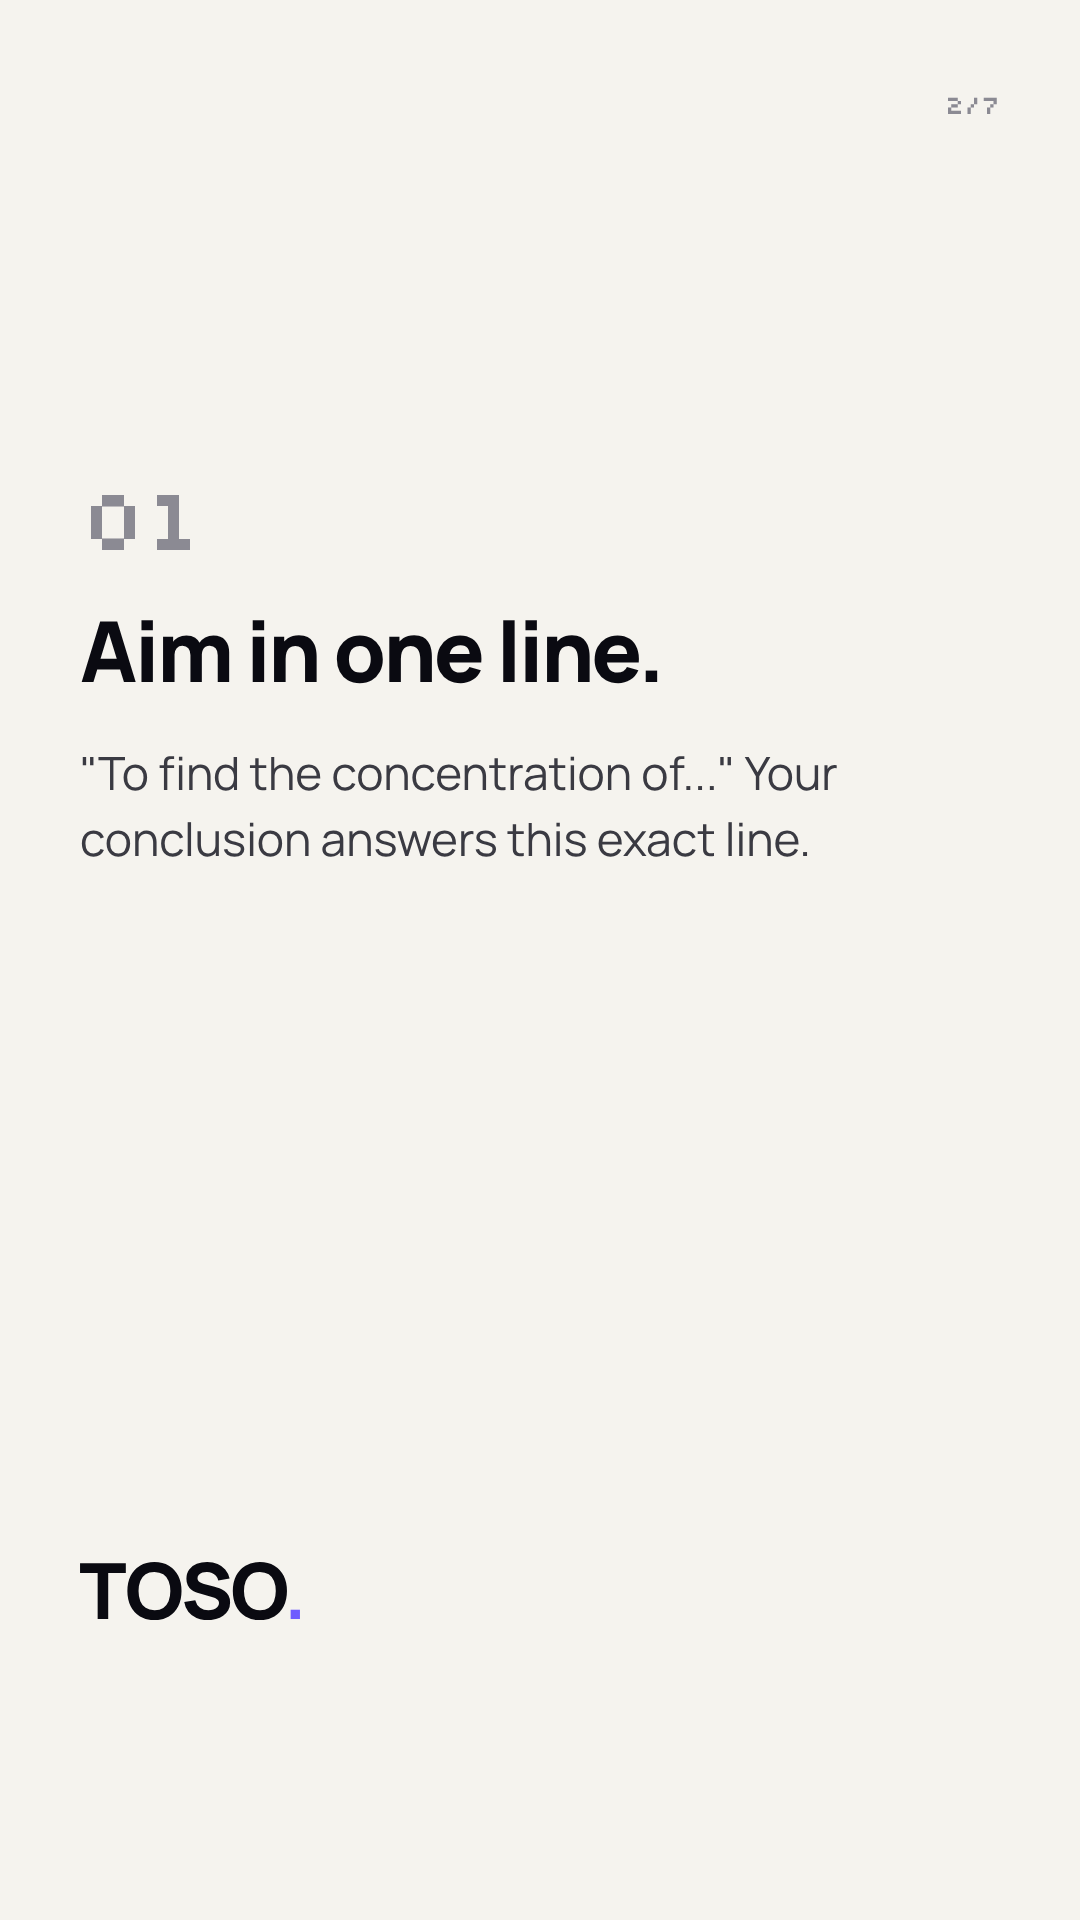 2/7
01
Aim in one line.
"To find the concentration of..." Your
conclusion answers this exact line.
TOSO.